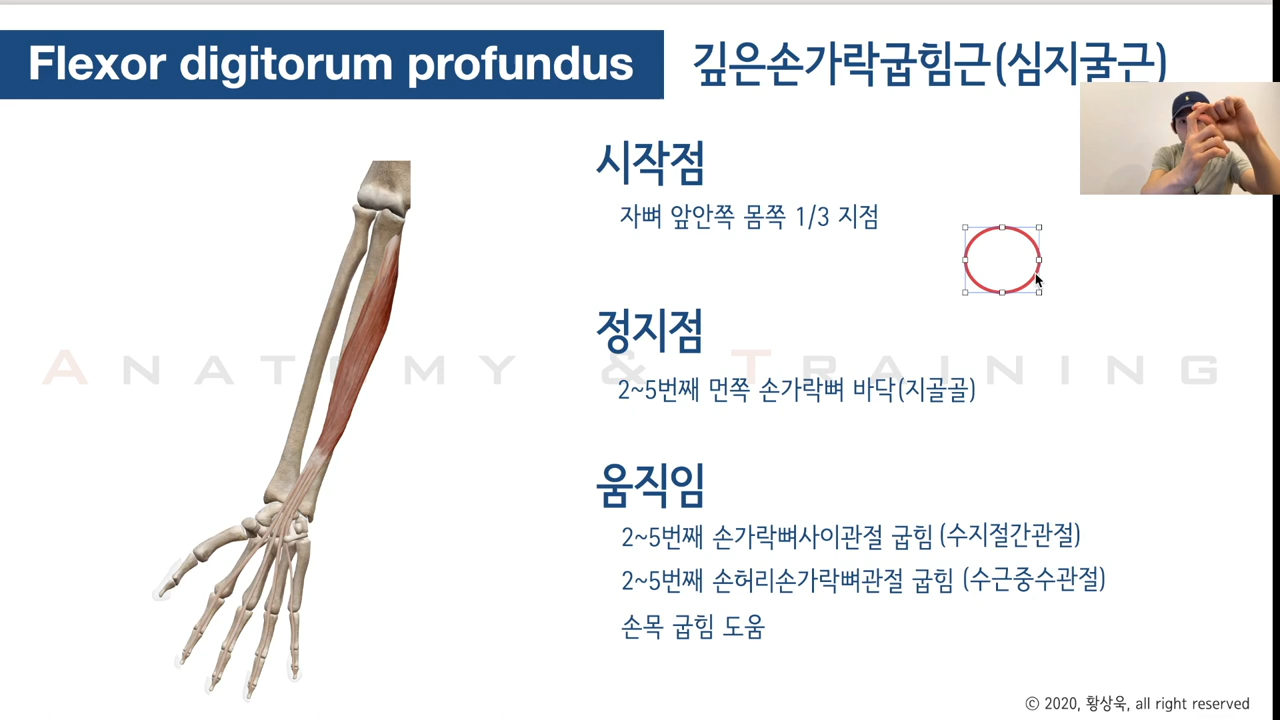 Flexor digitorum profundus
깊은손가락굽힘근(심지굴근)
시작점
자뼈 앞안쪽 몸쪽 1/3 지점
정지점
ANATOMY & TRAINING
2~5번째 먼쪽 손가락뼈 바닥(지골골)
움직임
2~5번째 손가락뼈사이관절 굽힘 (수지절간관절)
2~5번째 손허리손가락뼈관절 굽힘 (수근중수관절)
손목 굽힘 도움
© 2020, 황상욱, all right reserved